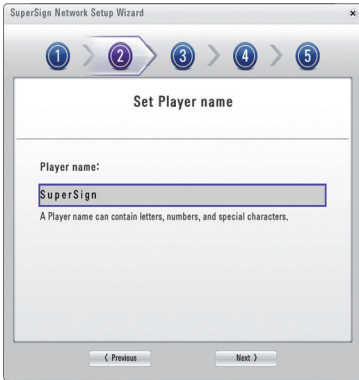 SuperSign Network Setup Wizard
1 2 3 4 5
Set Player name
Player name:
SuperSign
A Player name can contain letters, numbers, and special characters.
Previous Next